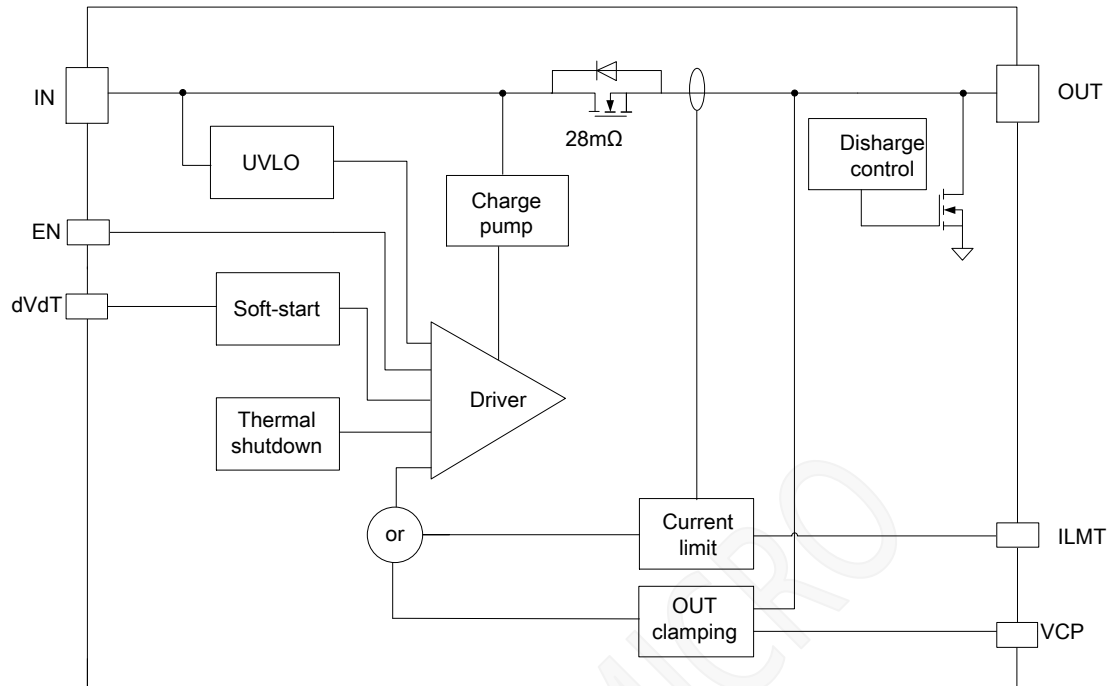 IN
OUT
28mΩ
Disharge
control
UVLO
Charge
pump
EN
dVdT
Soft-start
Driver
Thermal
shutdown
or
Current
limit
ILMT
OUT
clamping
VCP
MICRO